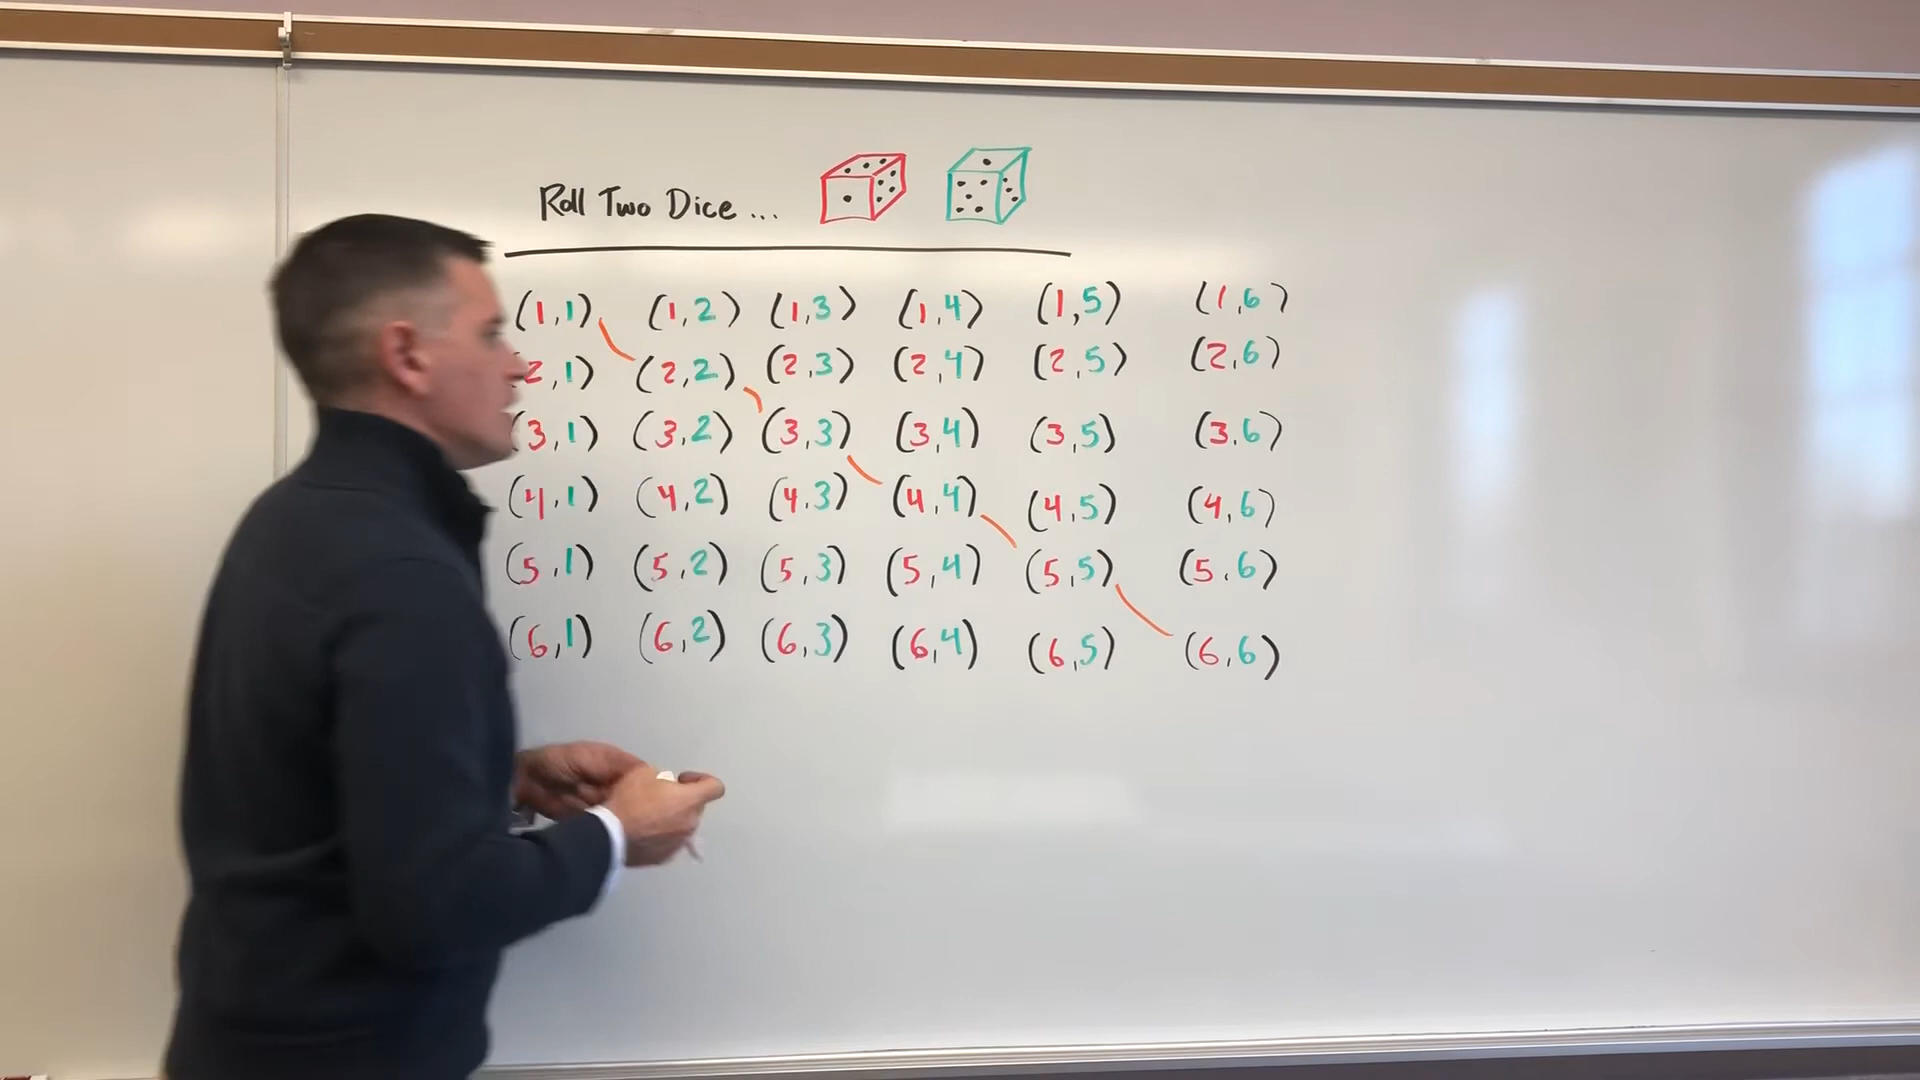 Roll Two Dice ...
(1,1) (1,2) (1,3) (1,4) (1,5) (1,6)
2,1) (2,2) (2,3) (2,4) (2,5) (2,6)
(3,1) (3,2) (3,3) (3,4) (3,5) (3.6)
(4,1) (4,2) (4,3) (4,4) (4,5) (4,6)
(5,1) (5,2) (5,3) (5,4) (5,5) (5.6)
(6,1) (6,2) (6,3) (6,4) (6,5) (6,6)